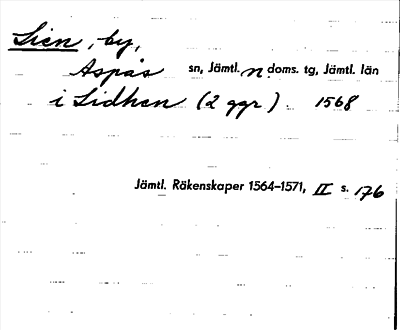 Lien, by,
Aspås sn, Jämtl. n doms. tg, Jämtl. län
i Lidhen (2 ggr) 1568
Jämtl. Räkenskaper 1564-1571, II s. 176